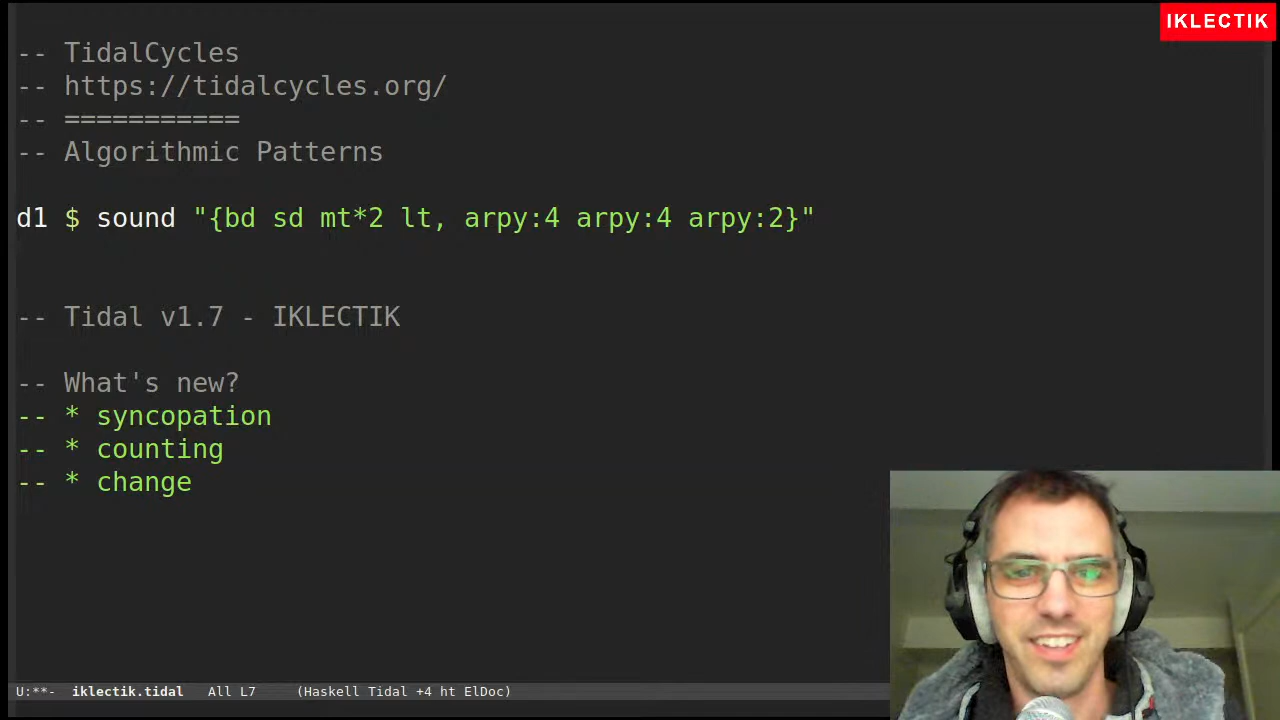 IKLECTIK
-- TidalCycles
-- https://tidalcycles.org/
-- ===========
-- Algorithmic Patterns
d1 $ sound "{bd sd mt*2 lt, arpy:4 arpy:4 arpy:2}"
-- Tidal v1.7 - IKLECTIK
-- What's new?
-- * syncopation
-- * counting
-- * change
U:**- iklectik.tidal All L7 (Haskell Tidal +4 ht ElDoc)